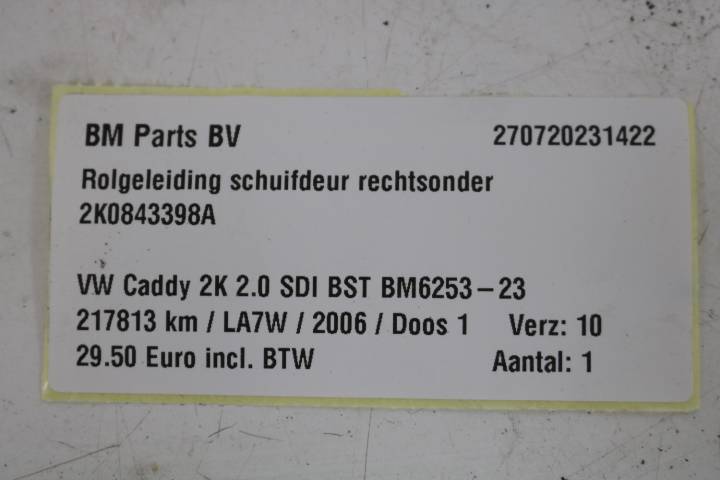 BM Parts BV 270720231422
Rolgeleiding schuifdeur rechtsonder
2K0843398A
VW Caddy 2K 2.0 SDI BST BM6253-23
217813 km / LA7W / 2006 / Doos 1 Verz: 10
29.50 Euro incl. BTW Aantal: 1